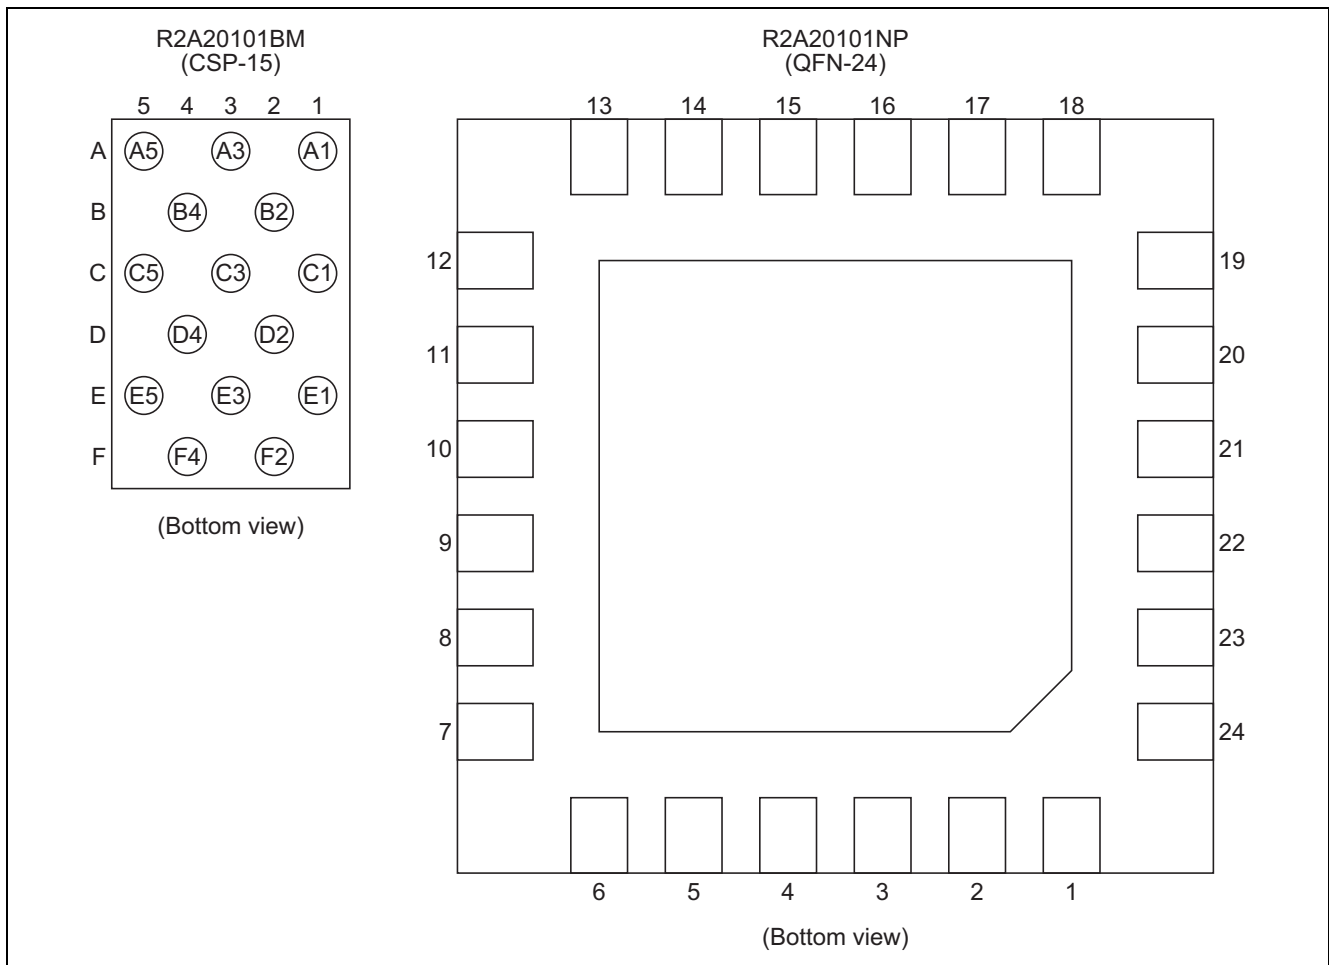 R2A20101BM
(CSP-15)
5 4 3 2 1
A A5 A3 A1
B B4 B2
C C5 C3 C1
D D4 D2
E E5 E3 E1
F F4 F2
(Bottom view)
R2A20101NP
(QFN-24)
13 14 15 16 17 18
12 19
11 20
10 21
9 22
8 23
7 24
6 5 4 3 2 1
(Bottom view)